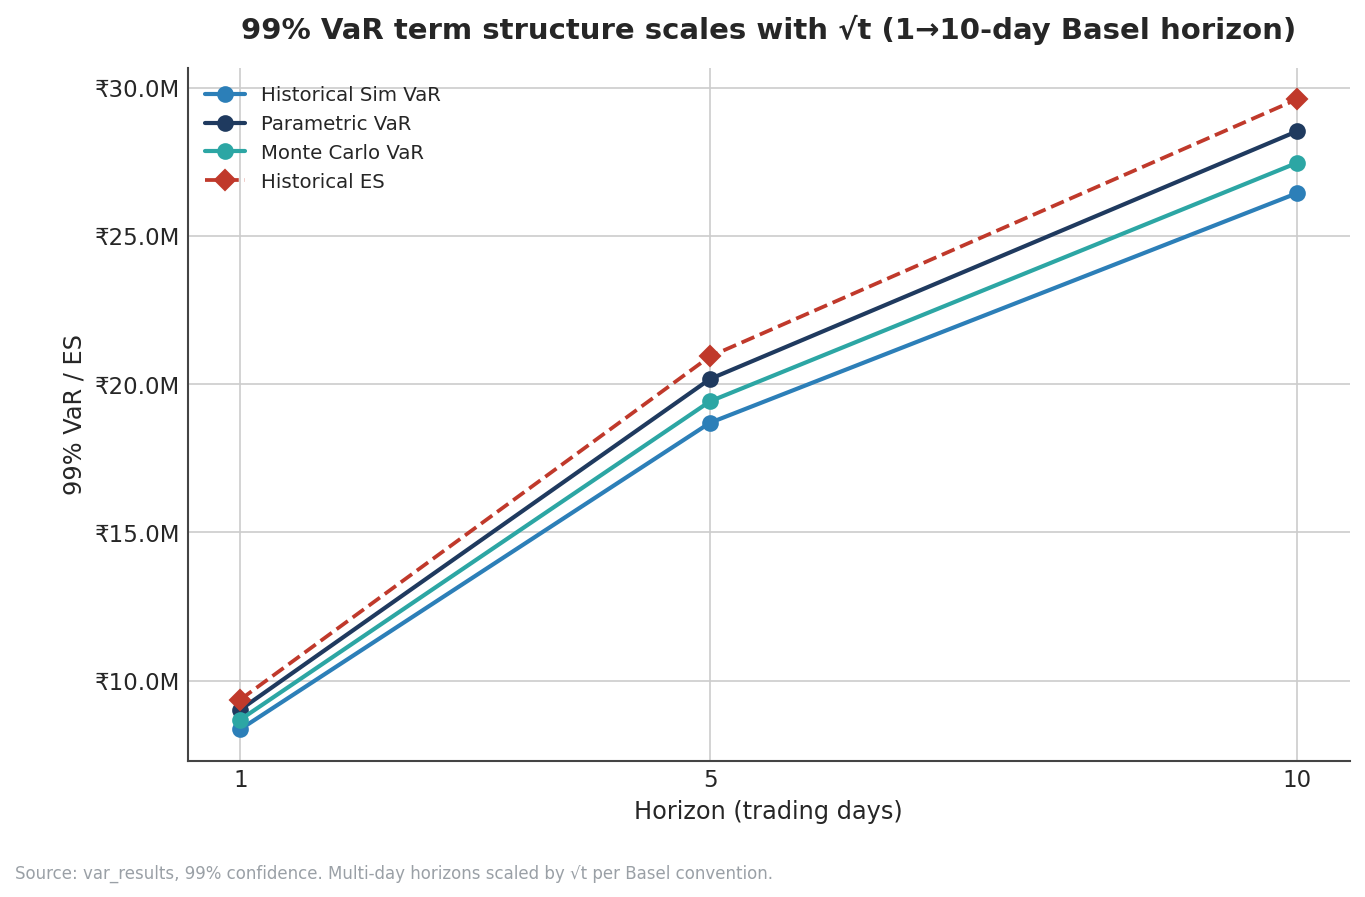 99% VaR term structure scales with √t (1→10-day Basel horizon)
₹30.0M
₹25.0M
₹20.0M
₹15.0M
₹10.0M
99% VaR / ES
Historical Sim VaR
Parametric VaR
Monte Carlo VaR
Historical ES
1 5 10
Horizon (trading days)
Source: var_results, 99% confidence. Multi-day horizons scaled by √t per Basel convention.